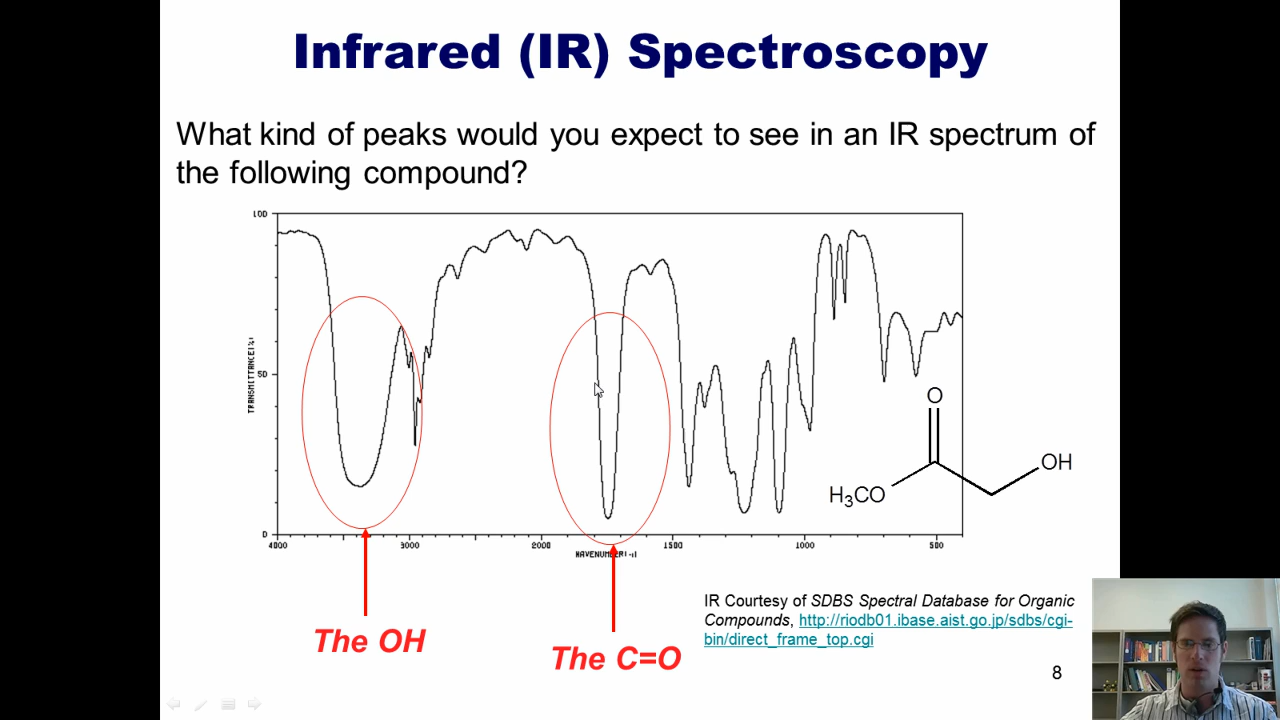 Infrared (IR) Spectroscopy
What kind of peaks would you expect to see in an IR spectrum of
the following compound?
100
50
0
TRANSMITTANCE(%)
4000 3000 2000 1500 1000 500
O
OH
H3CO
The OH
The C=O
IR Courtesy of SDBS Spectral Database for Organic
Compounds, http://riodb01.ibase.aist.go.jp/sdbs/cgi-
bin/direct_frame_top.cgi
8